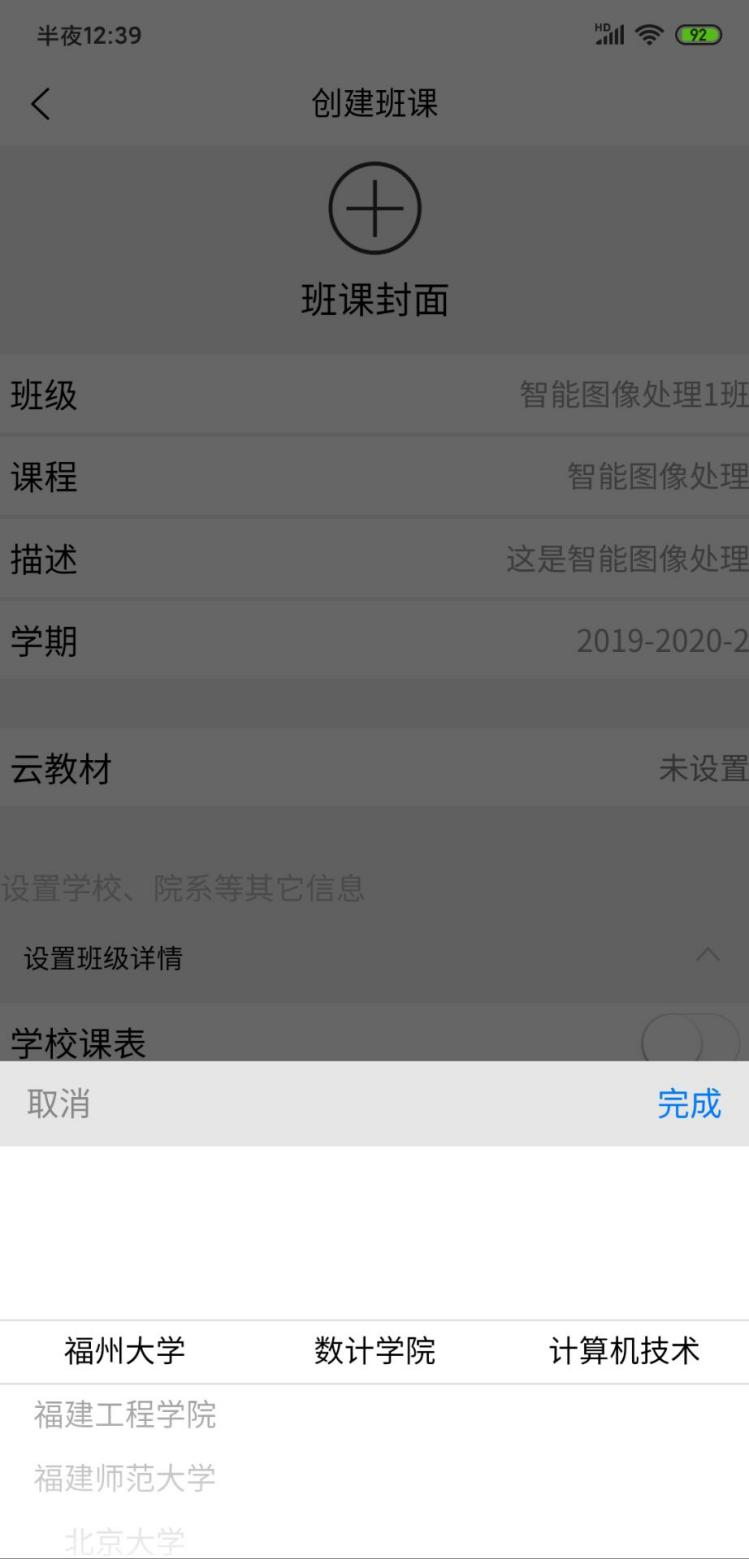 半夜12:39
HD
92
创建班课
班课封面
班级 智能图像处理1班
课程 智能图像处理
描述 这是智能图像处理
学期 2019-2020-2
云教材 未设置
设置学校、院系等其它信息
设置班级详情
学校课表
取消 完成
福州大学 数计学院 计算机技术
福建工程学院
福建师范大学
北京大学